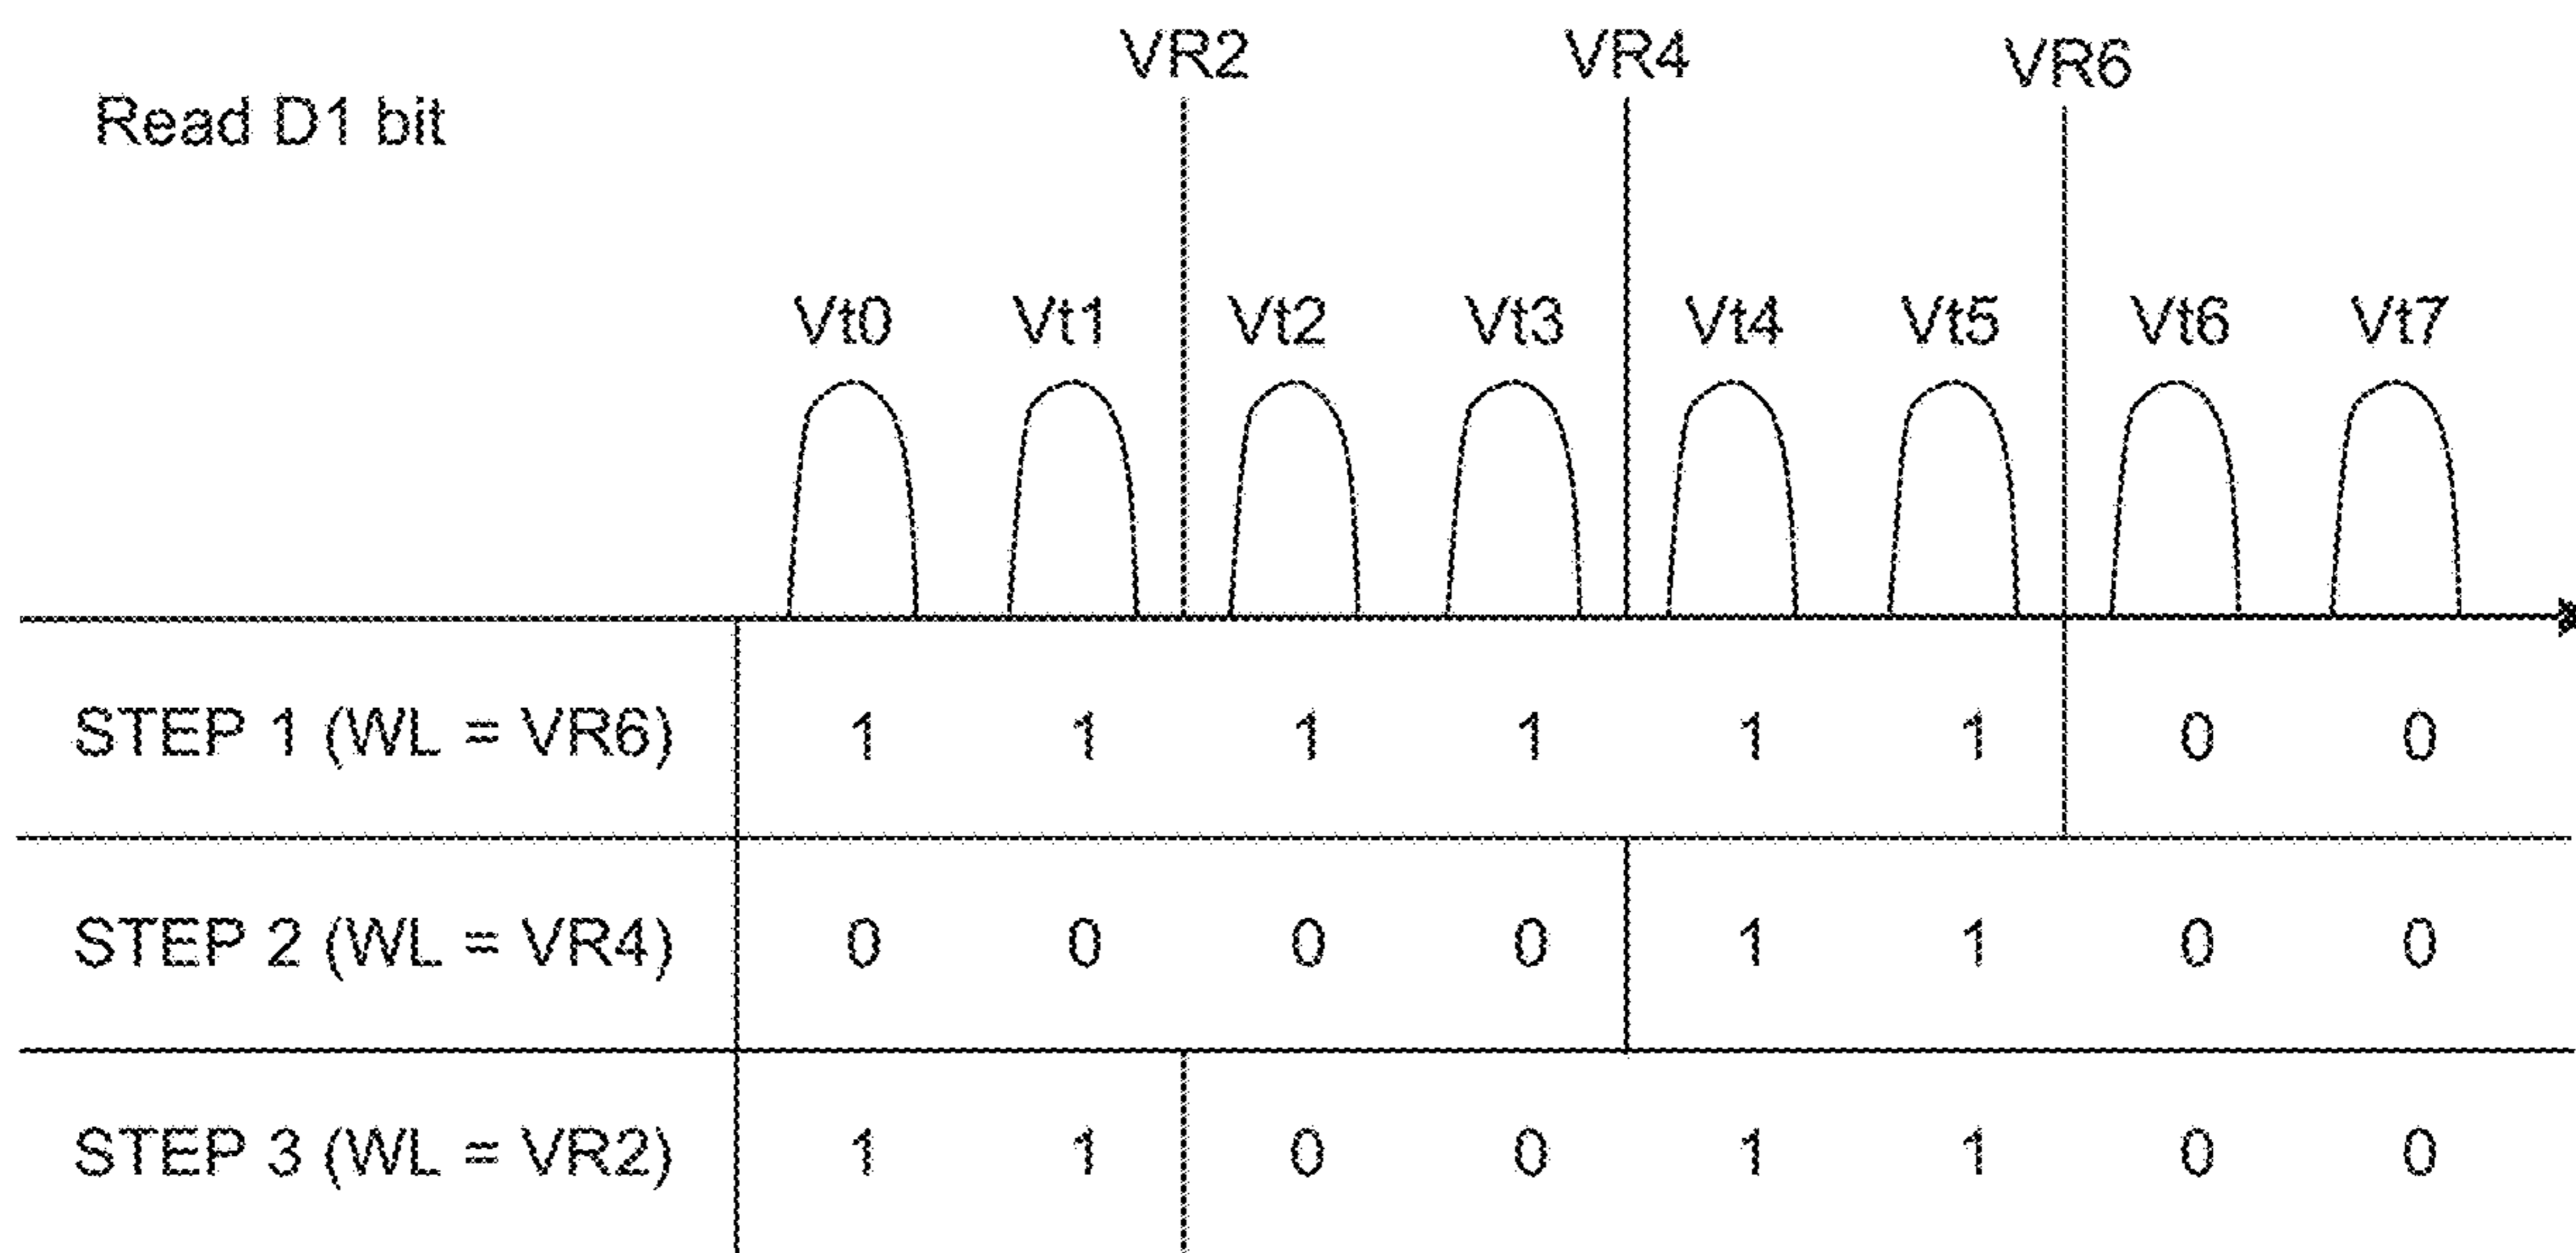 VR2 VR4 VR6
Read D1 bit
Vt0 Vt1 Vt2 Vt3 Vt4 Vt5 Vt6 Vt7
STEP 1 (WL = VR6) 1 1 1 1 1 1 0 0
STEP 2 (WL = VR4) 0 0 0 0 1 1 0 0
STEP 3 (WL = VR2) 1 1 0 0 1 1 0 0